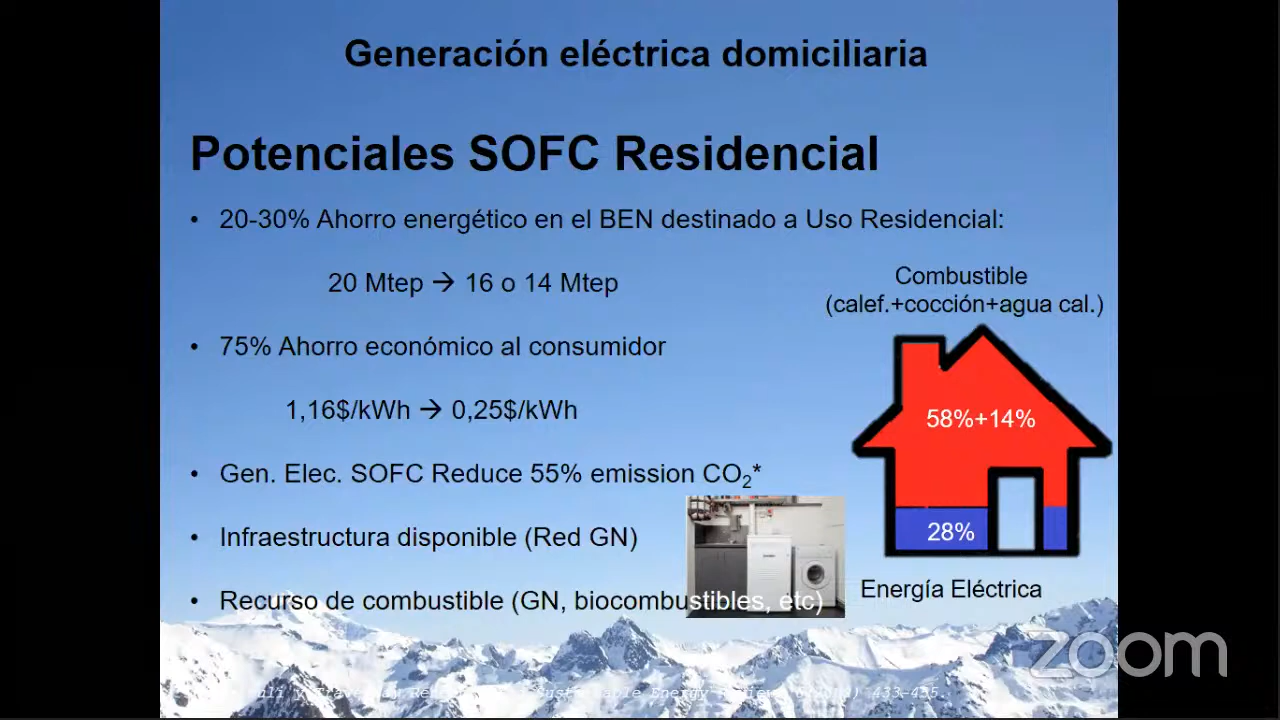 Generación eléctrica domiciliaria
Potenciales SOFC Residencial
• 20-30% Ahorro energético en el BEN destinado a Uso Residencial:
20 Mtep → 16 o 14 Mtep
• 75% Ahorro económico al consumidor
1,16$/kWh → 0,25$/kWh
• Gen. Elec. SOFC Reduce 55% emission CO₂*
• Infraestructura disponible (Red GN)
• Recurso de combustible (GN, biocombustibles, etc)
Combustible
(calef.+cocción+agua cal.)
58%+14%
28%
Energía Eléctrica
zoom
Energy 433-455.